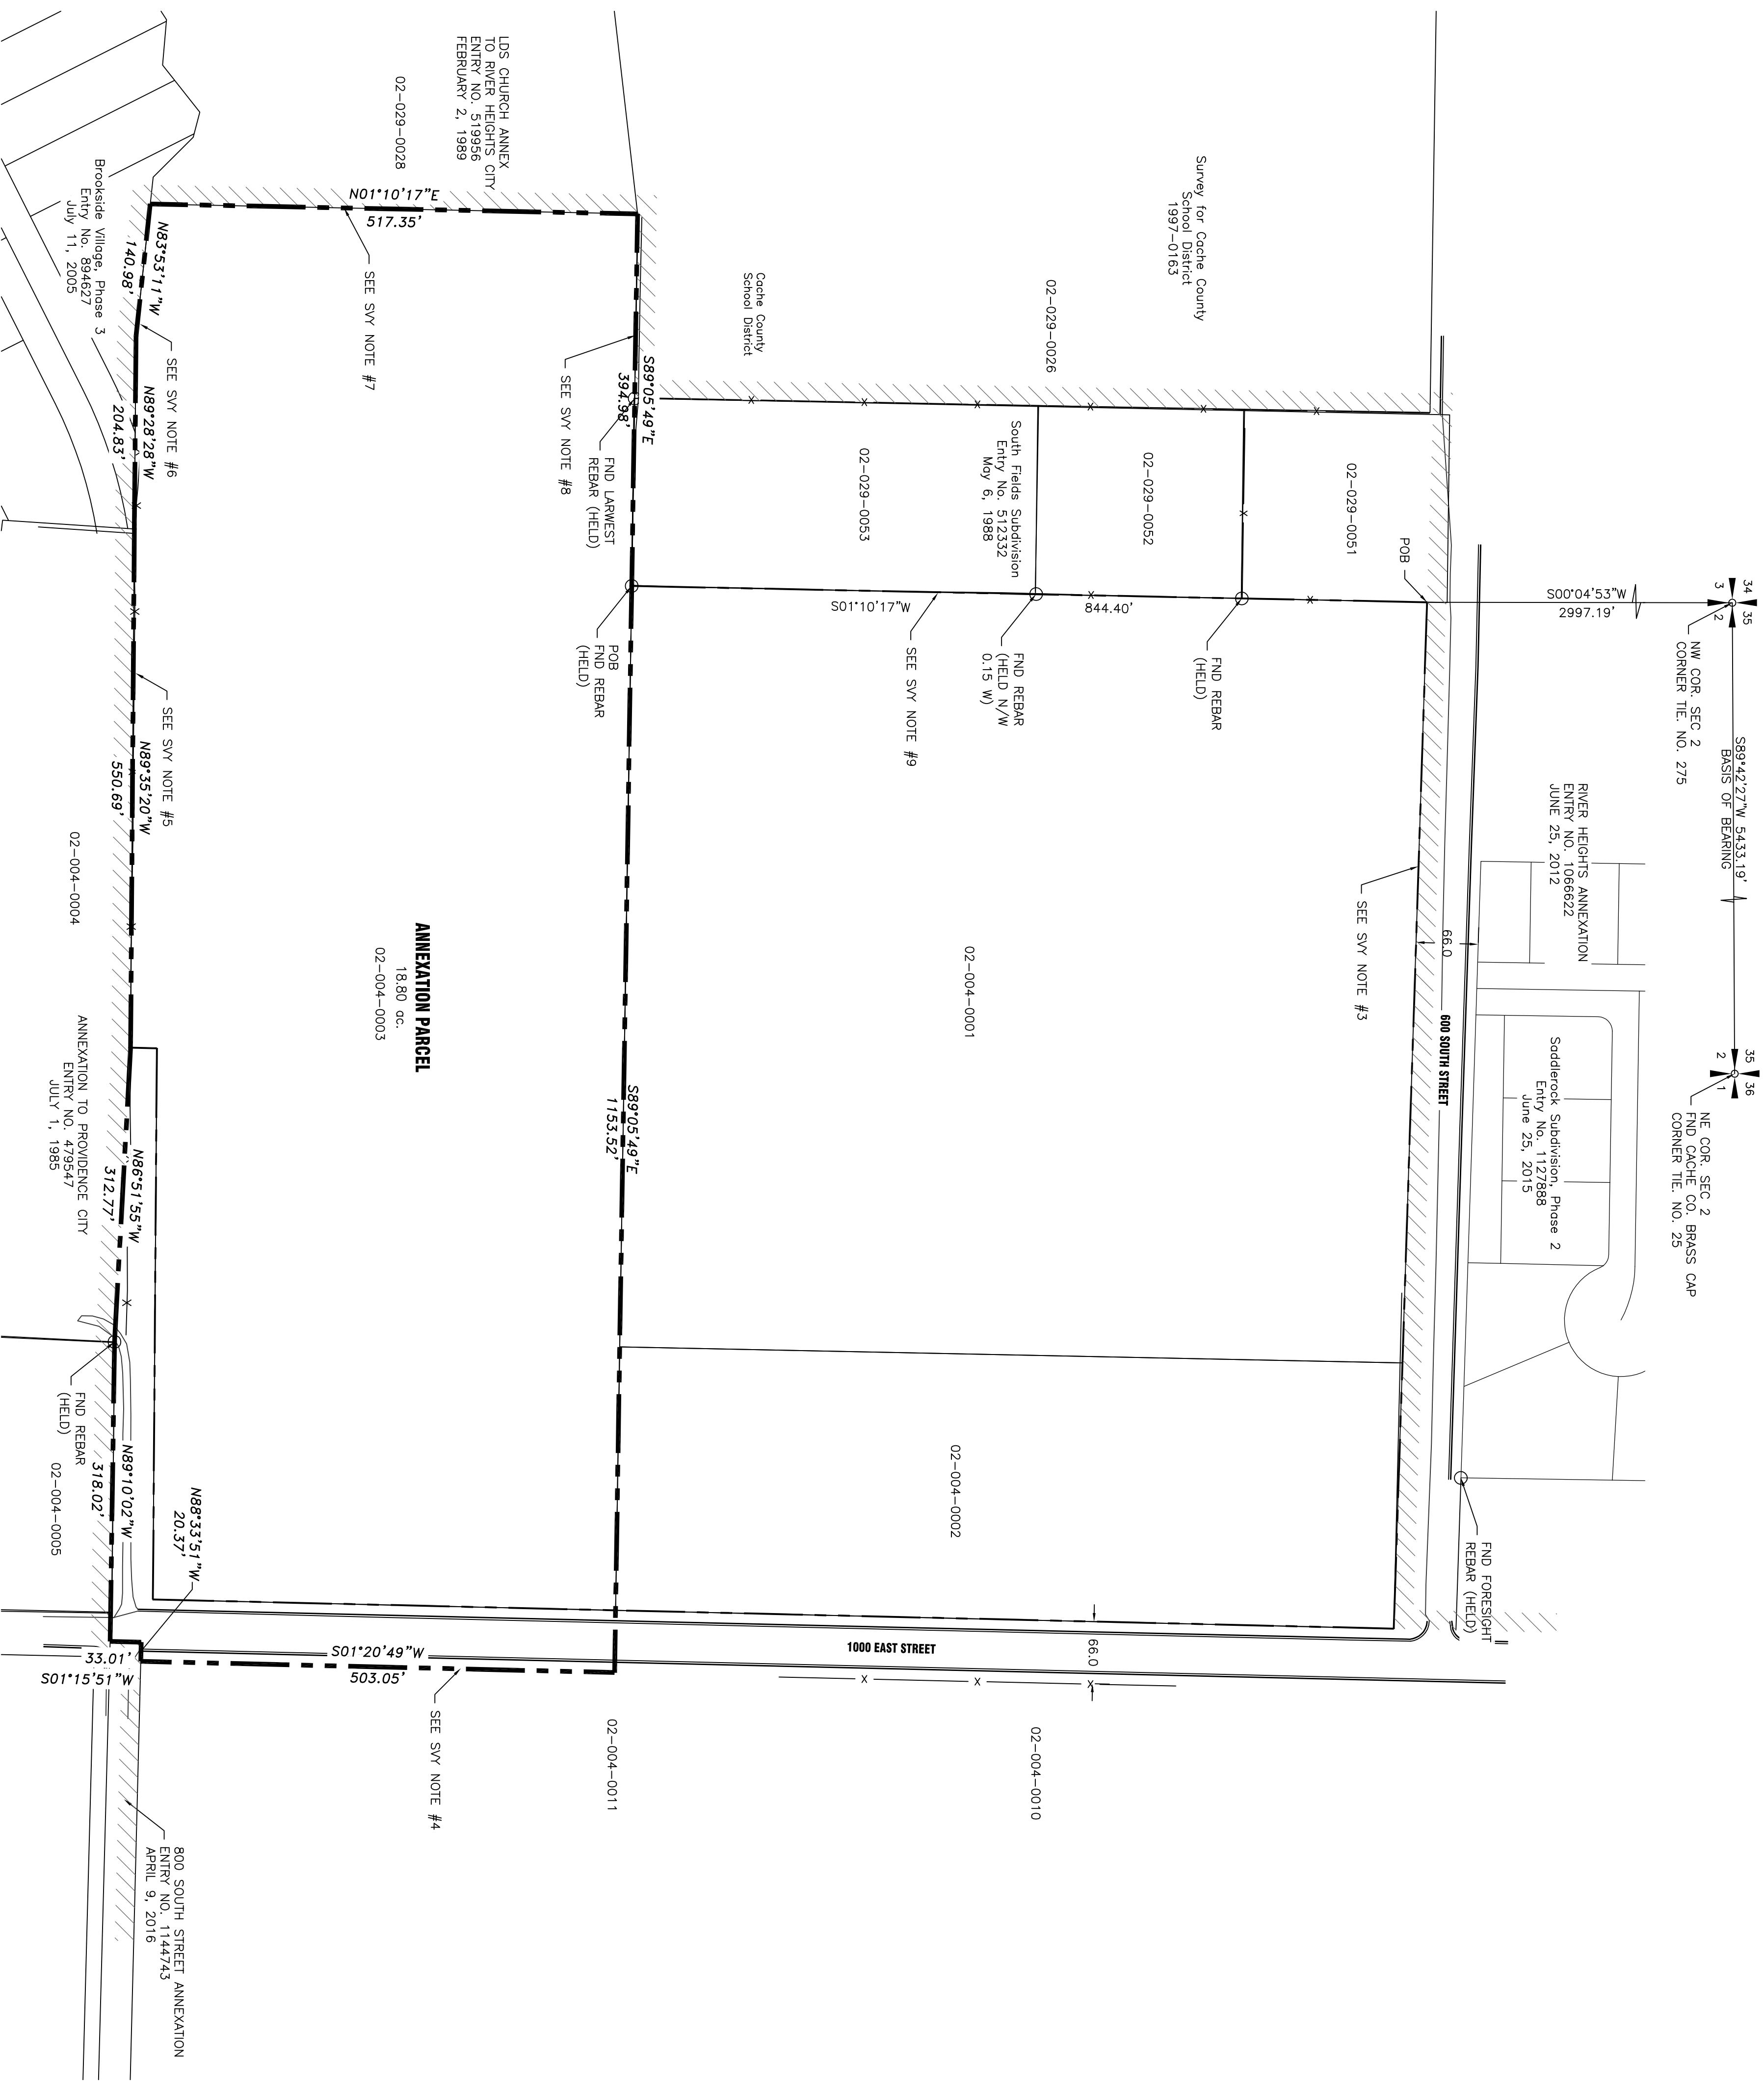 34
35
3
2
NW COR. SEC 2
CORNER TIE. NO. 275
S89°42'27"W 5433.19'
BASIS OF BEARING
35
36
2
1
NE COR. SEC 2
FND CACHE CO. BRASS CAP
CORNER TIE. NO. 25
S00°04'53"W
2997.19'
RIVER HEIGHTS ANNEXATION
ENTRY NO. 1066622
JUNE 25, 2012
Saddlerock Subdivision, Phase 2
Entry No. 1127888
June 25, 2015
FND FORESIGHT
REBAR (HELD)
66.0
600 SOUTH STREET
POB
SEE SVY NOTE #3
Survey for Cache County
School District
1997-0163
02-029-0026
Cache County
School District
02-029-0051
02-029-0052
South Fields Subdivision
Entry No. 512332
May 6, 1988
02-029-0053
FND REBAR
(HELD)
FND REBAR
(HELD N/W
0.15 W)
S01°10'17"W
844.40'
SEE SVY NOTE #9
02-004-0001
02-004-0002
02-004-0010
66.0
1000 EAST STREET
02-004-0011
LDS CHURCH ANNEX
TO RIVER HEIGHTS CITY
ENTRY NO. 519956
FEBRUARY 2, 1989
02-029-0028
S89°05'49"E
394.98'
FND LARWEST
REBAR (HELD)
SEE SVY NOTE #8
POB
FND REBAR
(HELD)
S89°05'49"E
1153.52'
N01°10'17"E
517.35'
SEE SVY NOTE #7
ANNEXATION PARCEL
18.80 ac.
02-004-0003
S01°20'49"W
503.05'
SEE SVY NOTE #4
N83°53'11"W
140.98'
SEE SVY NOTE #6
N89°28'28"W
204.83'
SEE SVY NOTE #5
N89°35'20"W
550.69'
N86°51'55"W
312.77'
N89°10'02"W
318.02'
N88°33'51"W
20.37'
33.01'
S01°15'51"W
Brookside Village, Phase 3
Entry No. 894627
July 11, 2005
02-004-0004
ANNEXATION TO PROVIDENCE CITY
ENTRY NO. 479547
JULY 1, 1985
FND REBAR
(HELD)
02-004-0005
800 SOUTH STREET ANNEXATION
ENTRY NO. 1144743
APRIL 9, 2016